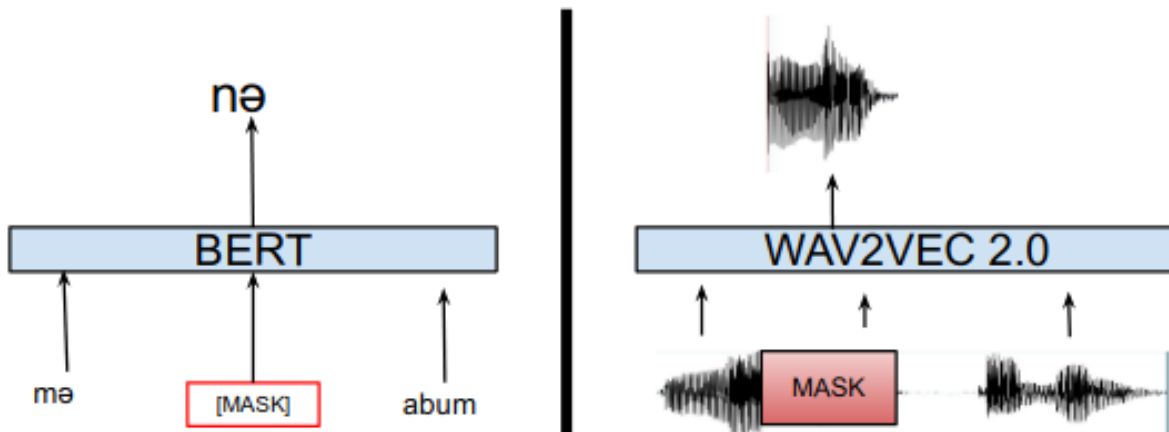 nə
BERT
mə
[MASK]
abum
WAV2VEC 2.0
MASK